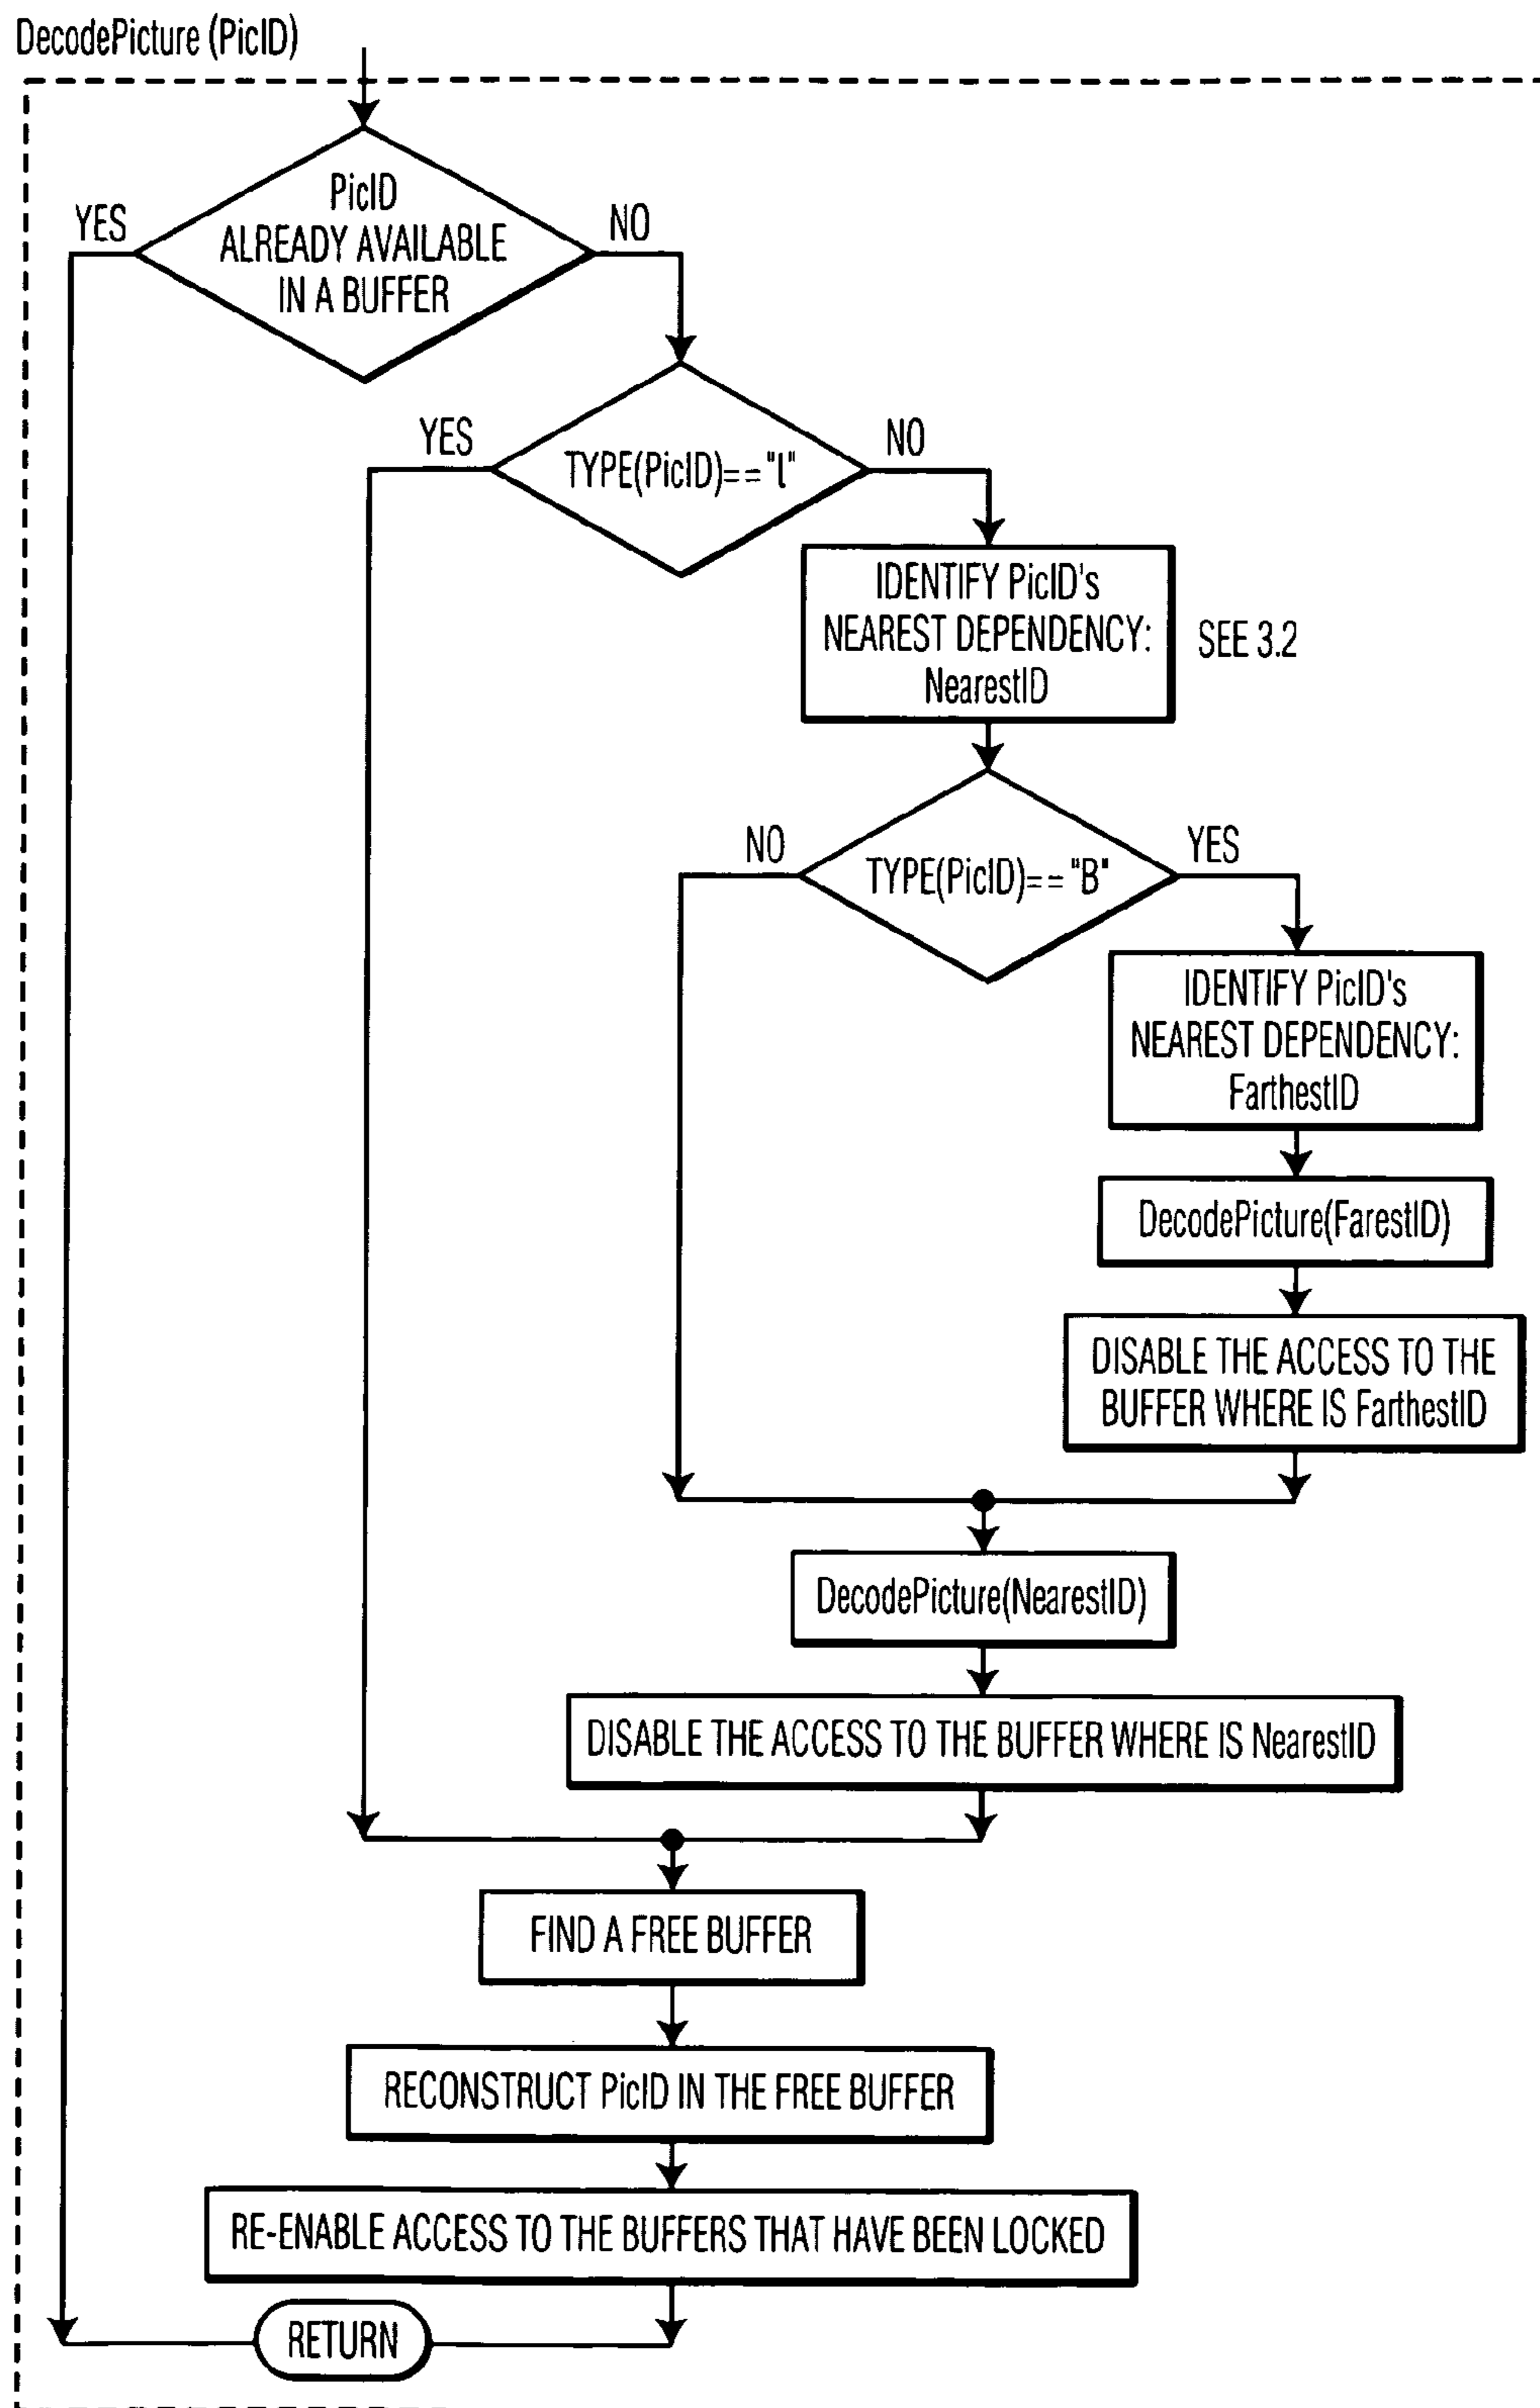 DecodePicture (PicID)
PicID
ALREADY AVAILABLE
IN A BUFFER
YES
NO
TYPE(PicID)=="I"
YES
NO
IDENTIFY PicID's
NEAREST DEPENDENCY:
NearestID
SEE 3.2
TYPE(PicID)=="B"
NO
YES
IDENTIFY PicID's
NEAREST DEPENDENCY:
FarthestID
DecodePicture(FarestID)
DISABLE THE ACCESS TO THE
BUFFER WHERE IS FarthestID
DecodePicture(NearestID)
DISABLE THE ACCESS TO THE BUFFER WHERE IS NearestID
FIND A FREE BUFFER
RECONSTRUCT PicID IN THE FREE BUFFER
RE-ENABLE ACCESS TO THE BUFFERS THAT HAVE BEEN LOCKED
RETURN